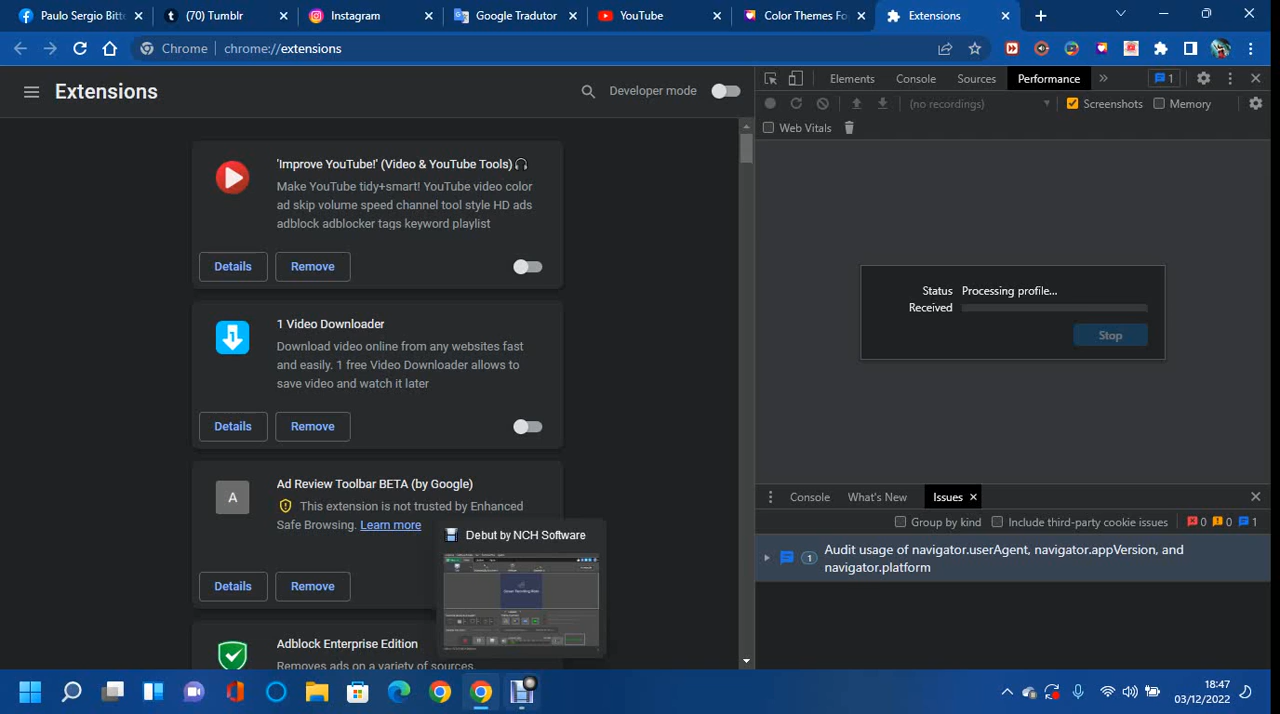 Paulo Sergio Bitte
(70) Tumblr
Instagram
Google Tradutor
YouTube
Color Themes Fo
Extensions
Chrome
chrome://extensions
Extensions
Developer mode
Elements
Console
Sources
Performance
1
(no recordings)
Screenshots
Memory
Web Vitals
'Improve YouTube!' (Video & YouTube Tools)
Make YouTube tidy+smart! YouTube video color
ad skip volume speed channel tool style HD ads
adblock adblocker tags keyword playlist
Details
Remove
Status
Processing profile...
Received
Stop
1 Video Downloader
Download video online from any websites fast
and easily. 1 free Video Downloader allows to
save video and watch it later
Details
Remove
A
Ad Review Toolbar BETA (by Google)
This extension is not trusted by Enhanced
Safe Browsing. Learn more
Details
Remove
Debut by NCH Software
Console
What's New
Issues
Group by kind
Include third-party cookie issues
0
0
1
1
Audit usage of navigator.userAgent, navigator.appVersion, and
navigator.platform
Adblock Enterprise Edition
Removes ads on a variety of sources.
18:47
03/12/2022